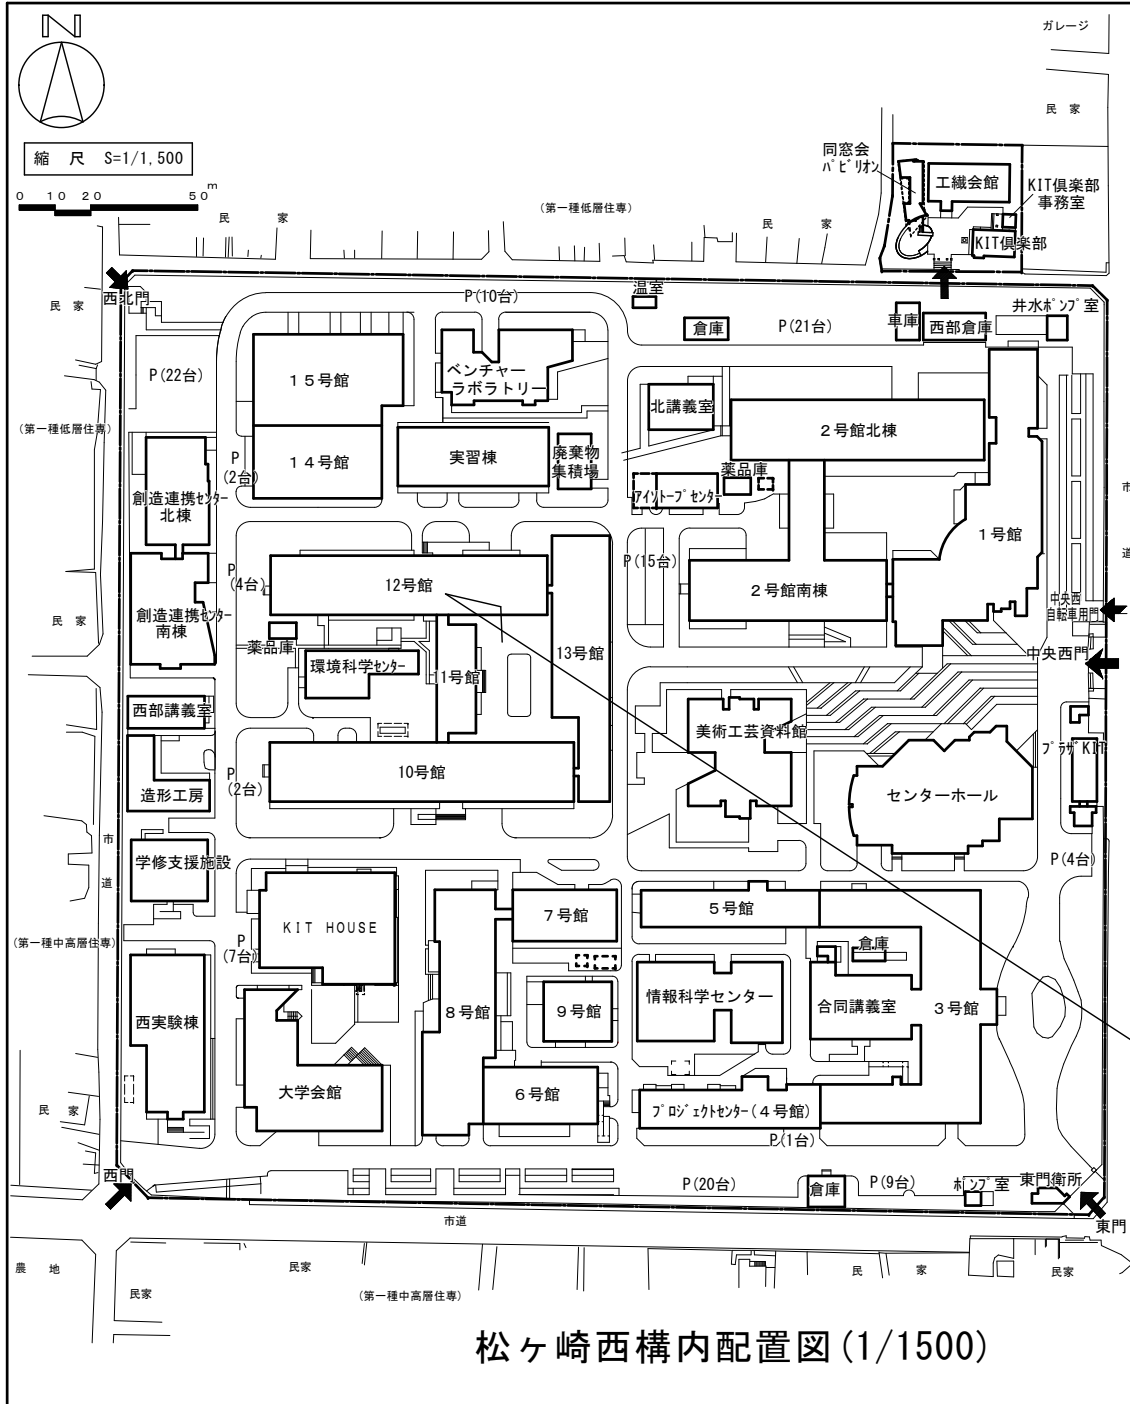 N
ガレージ
民 家
縮 尺 S=1/1,500
0 10 20 50 m
同窓会
パビリオン
工繊会館
KIT倶楽部
事務室
KIT倶楽部
民 家
(第一種低層住専)
民 家
西北門
民 家
P(10台)
温室
倉庫
P(21台)
車庫
西部倉庫
井水ポンプ室
P(22台)
15号館
ベンチャー
ラボラトリー
北講義室
2号館北棟
(第一種低層住専)
14号館
P
(2台)
実習棟
廃棄物
集積場
薬品庫
アイソトープセンター
創造連携センター
北棟
1号館
市
道
P
(4台)
12号館
P(15台)
2号館南棟
中央西
自転車用門
民 家
創造連携センター
南棟
薬品庫
環境科学センター
11号館
13号館
中央西門
西部講義室
美術工芸資料館
プラザKIT
P
(2台)
10号館
造形工房
センターホール
市
道
学修支援施設
P(4台)
KIT HOUSE
7号館
5号館
(第一種中高層住専)
P
(7台)
倉庫
西実験棟
8号館
9号館
情報科学センター
合同講義室
3号館
大学会館
6号館
プロジェクトセンター(4号館)
民 家
P(1台)
西門
P(20台)
倉庫
P(9台)
ポンプ室
東門衛所
市道
東門
農 地
民家
民 家
民家
民家
(第一種中高層住専)
松ヶ崎西構内配置図(1/1500)